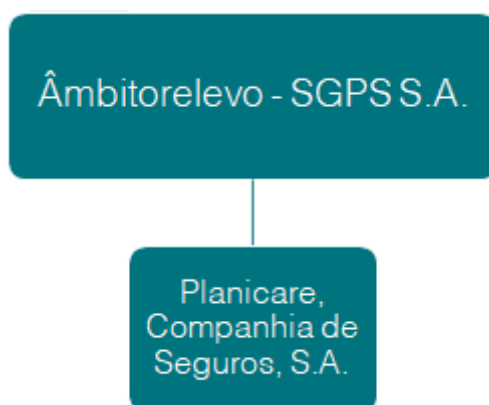 Âmbitorelevo - SGPS S.A.
Planicare,
Companhia de
Seguros, S.A.